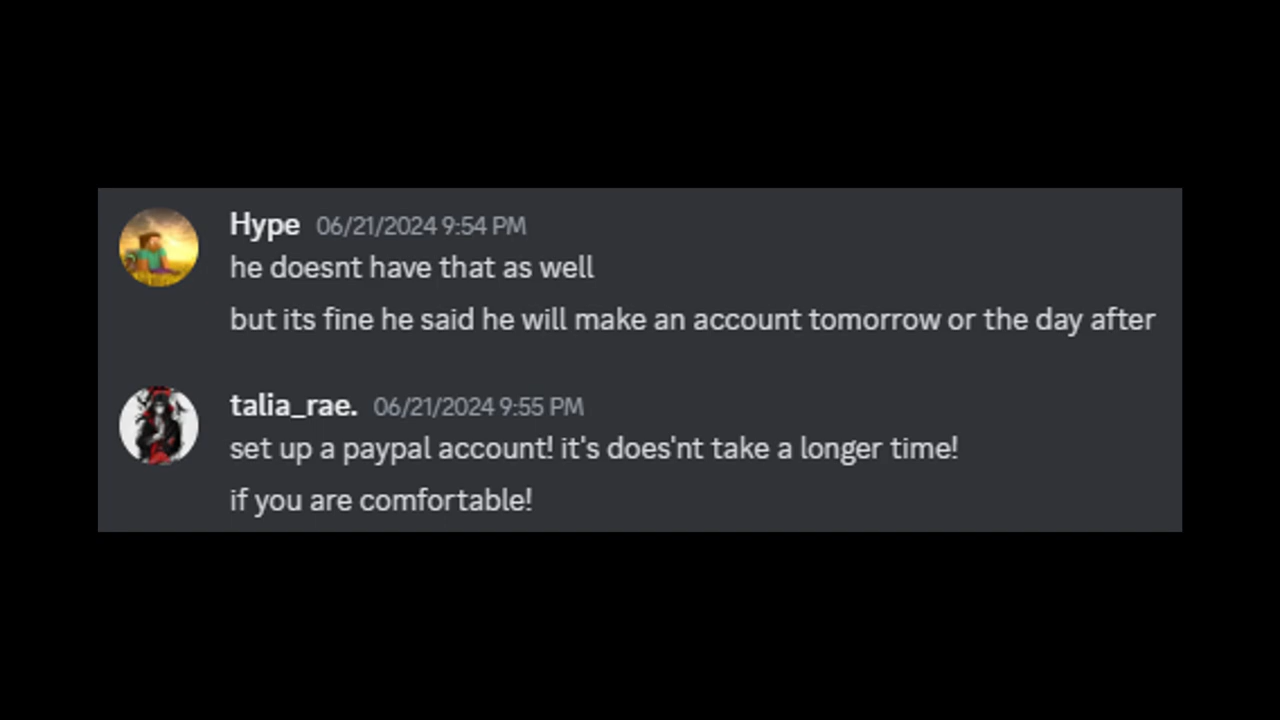 Hype 06/21/2024 9:54 PM
he doesnt have that as well
but its fine he said he will make an account tomorrow or the day after
talia_rae. 06/21/2024 9:55 PM
set up a paypal account! it's does'nt take a longer time!
if you are comfortable!